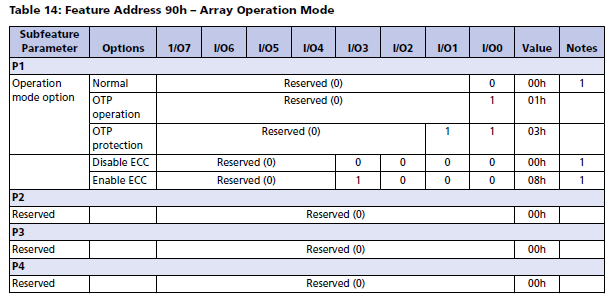 Table 14: Feature Address 90h – Array Operation Mode
Subfeature Parameter Options 1/O7 I/O6 I/O5 I/O4 I/O3 I/O2 I/O1 I/O0 Value Notes
P1
Operation mode option Normal Reserved (0) 0 00h 1
OTP operation Reserved (0) 1 01h
OTP protection Reserved (0) 1 1 03h
Disable ECC Reserved (0) 0 0 0 0 00h 1
Enable ECC Reserved (0) 1 0 0 0 08h 1
P2
Reserved Reserved (0) 00h
P3
Reserved Reserved (0) 00h
P4
Reserved Reserved (0) 00h